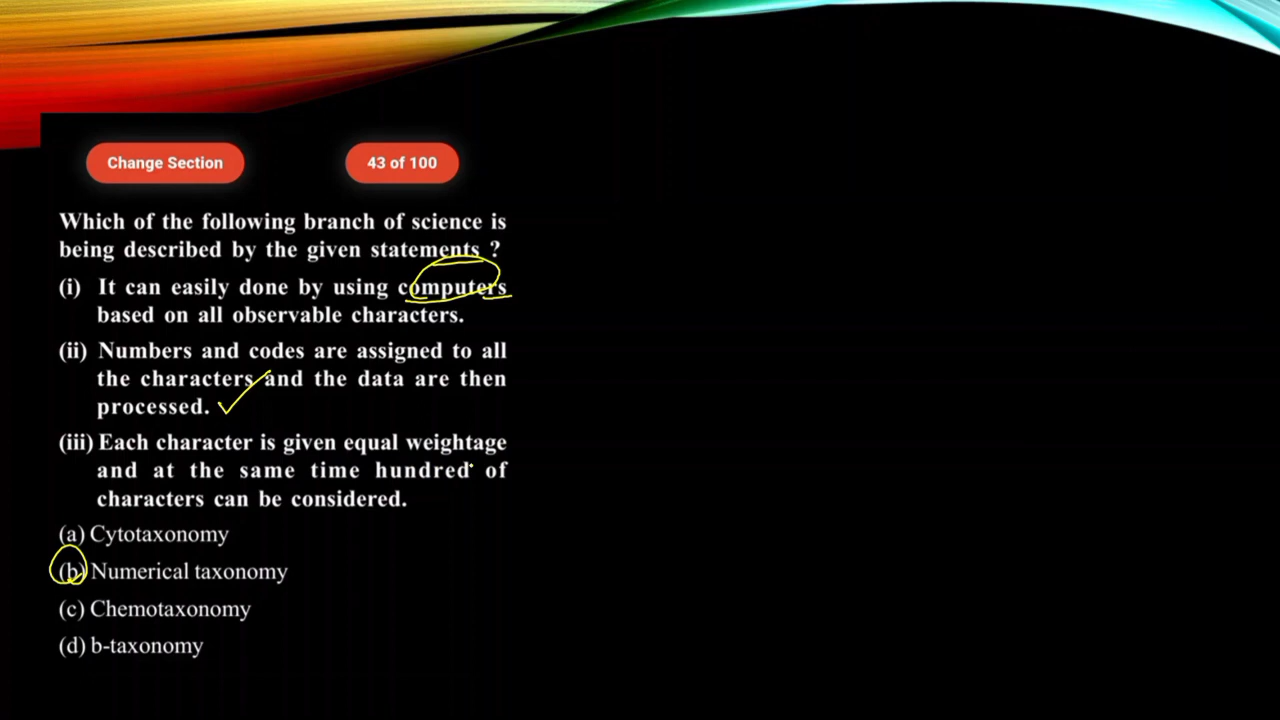 Change Section
43 of 100
Which of the following branch of science is
being described by the given statements ?
(i) It can easily done by using computers
based on all observable characters.
(ii) Numbers and codes are assigned to all
the characters and the data are then
processed.
(iii) Each character is given equal weightage
and at the same time hundred of
characters can be considered.
(a) Cytotaxonomy
(b) Numerical taxonomy
(c) Chemotaxonomy
(d) b-taxonomy